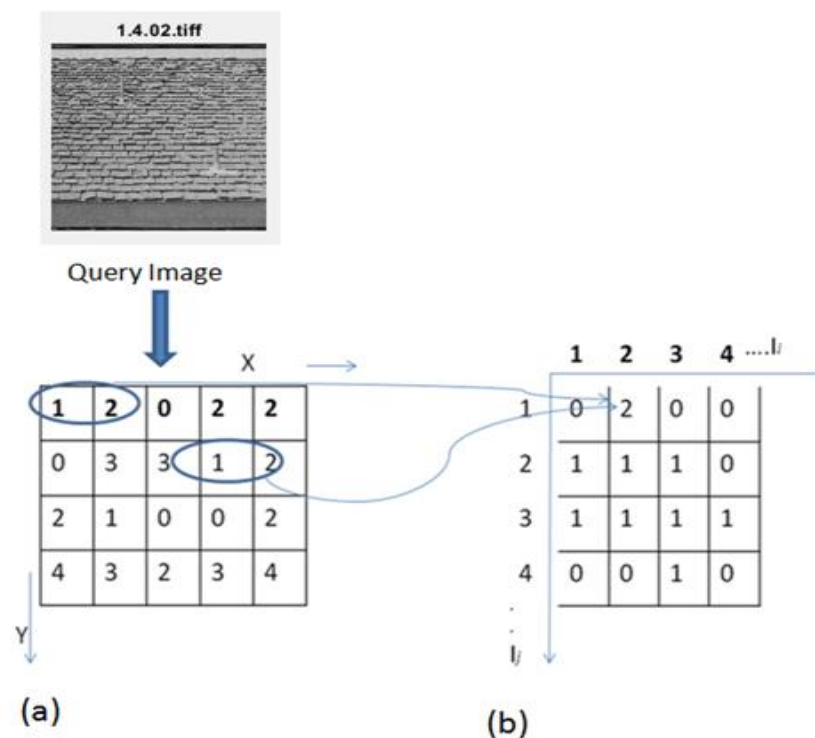 1.4.02.tiff
Query Image
X
1 2 0 2 2
0 3 3 1 2
2 1 0 0 2
4 3 2 3 4
Y
(a)
1 2 3 4 ....Ij
1 0 2 0 0
2 1 1 1 0
3 1 1 1 1
4 0 0 1 0
.
.
Ij
(b)